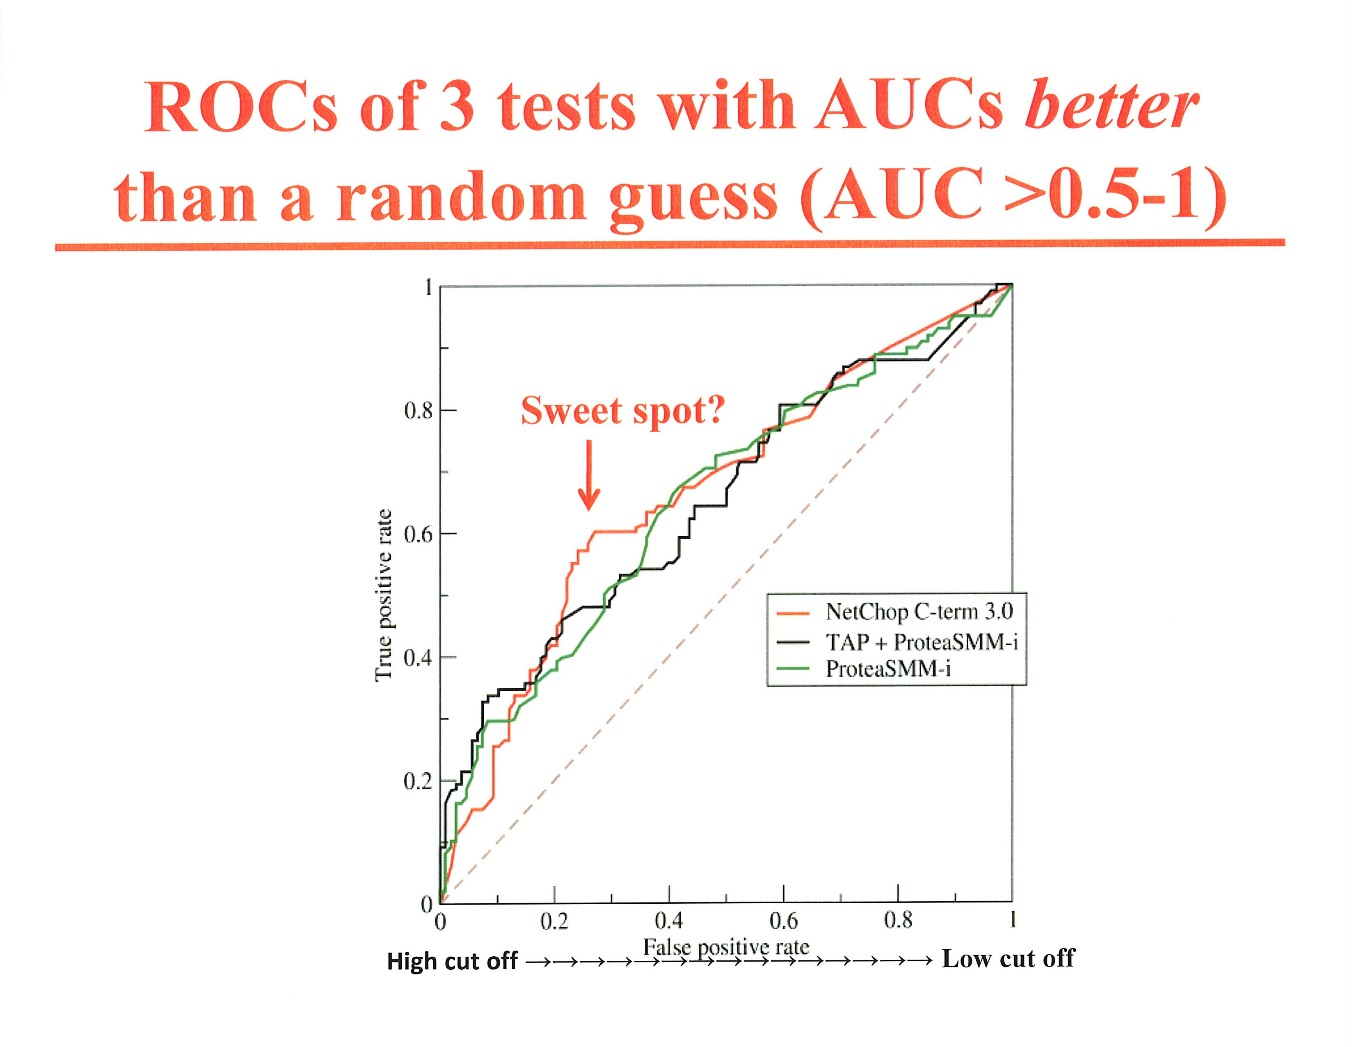 ROCs of 3 tests with AUCs better
than a random guess (AUC >0.5-1)
Sweet spot?
1
0.8
0.6
0.4
0.2
0
True positive rate
NetChop C-term 3.0
TAP + ProteaSMM-i
ProteaSMM-i
0 0.2 0.4 0.6 0.8 1
False positive rate
High cut off →→→→→→→→→→→→→→→ Low cut off